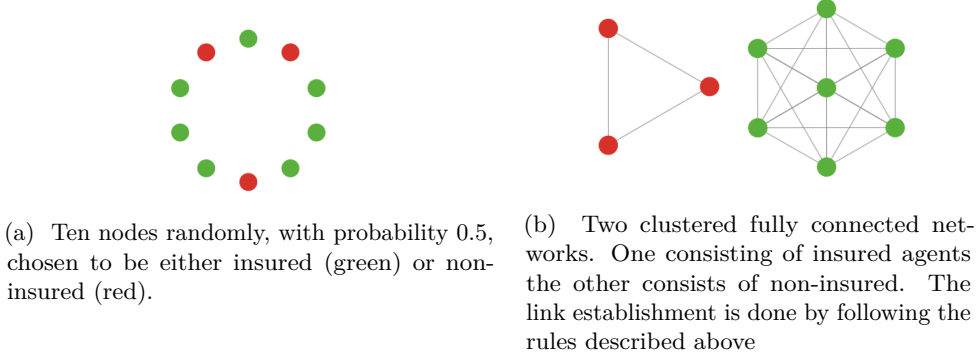 (a) Ten nodes randomly, with probability 0.5,
chosen to be either insured (green) or non-
insured (red).
(b) Two clustered fully connected net-
works. One consisting of insured agents
the other consists of non-insured. The
link establishment is done by following the
rules described above